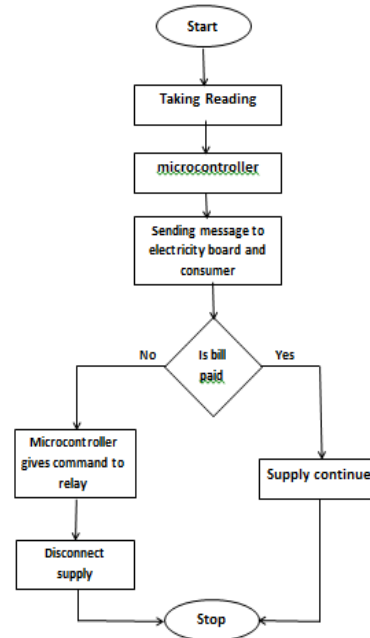 Start
Taking Reading
microcontroller
Sending message to
electricity board and
consumer
No
Is bill
paid
Yes
Microcontroller
gives command to
relay
Supply continue
Disconnect
supply
Stop